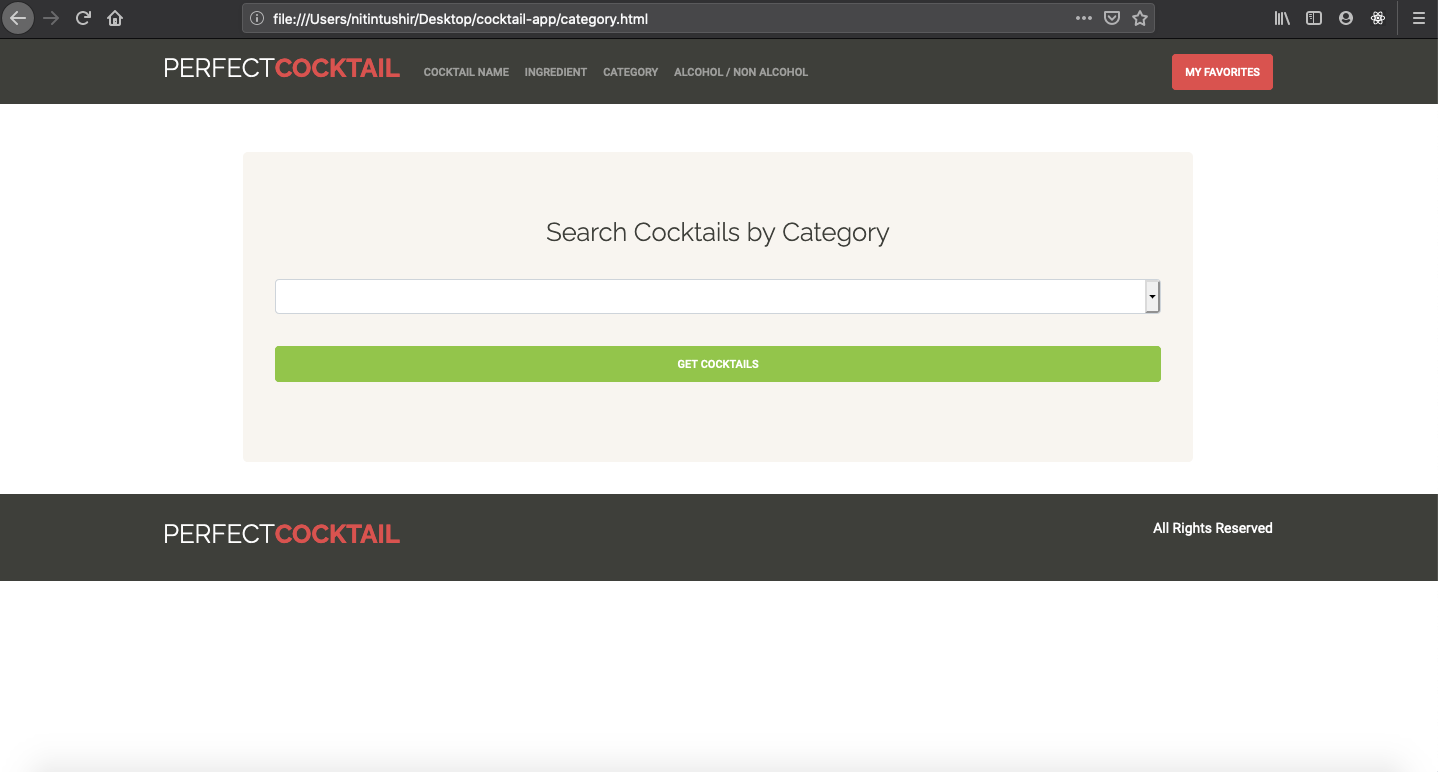 file:///Users/nitintushir/Desktop/cocktail-app/category.html
PERFECTCOCKTAIL COCKTAIL NAME INGREDIENT CATEGORY ALCOHOL / NON ALCOHOL MY FAVORITES
Search Cocktails by Category
GET COCKTAILS
PERFECTCOCKTAIL All Rights Reserved